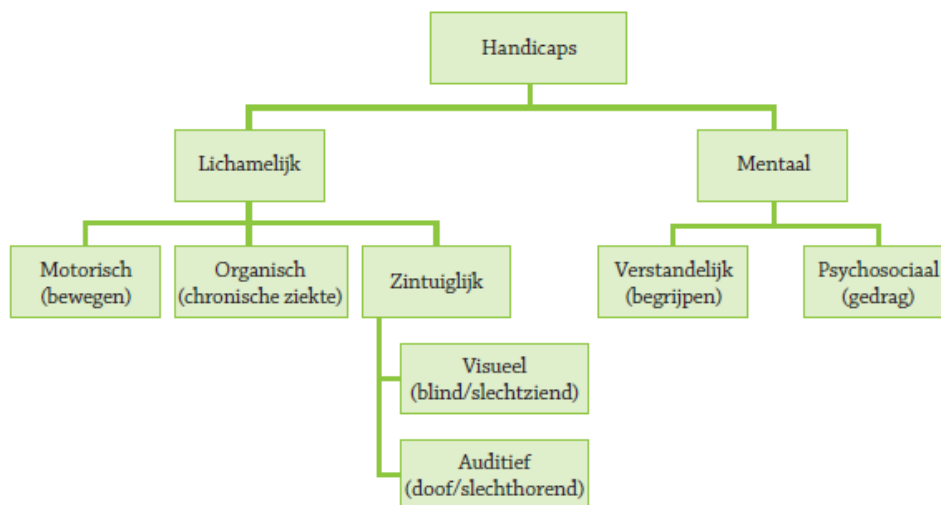 Handicaps
Lichamelijk
Mentaal
Motorisch
(bewegen)
Organisch
(chronische ziekte)
Zintuiglijk
Verstandelijk
(begrijpen)
Psychosociaal
(gedrag)
Visueel
(blind/slechtziend)
Auditief
(doof/slechthorend)